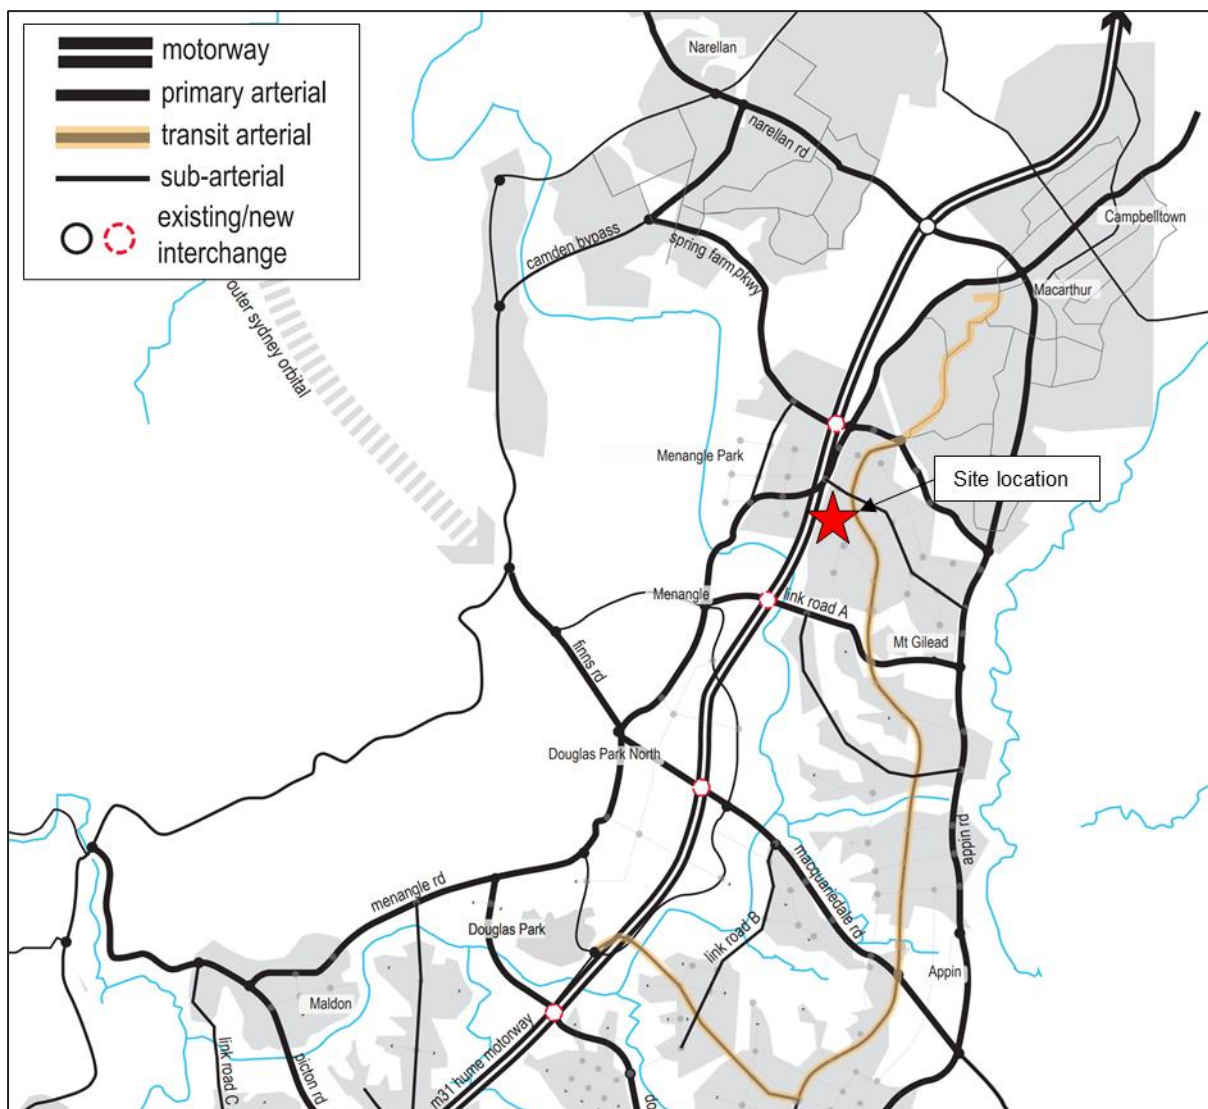 motorway
primary arterial
transit arterial
sub-arterial
existing/new
interchange
Narellan
narellan rd
Campbelltown
camden bypass
spring farm pkwy
outer sydney orbital
Macarthur
Menangle Park
Site location
Menangle
link road A
Mt Gilead
finns rd
Douglas Park North
appin rd
macquariedale rd
menangle rd
Douglas Park
link road B
Appin
Maldon
m31 hume motorway
link road C
picton rd